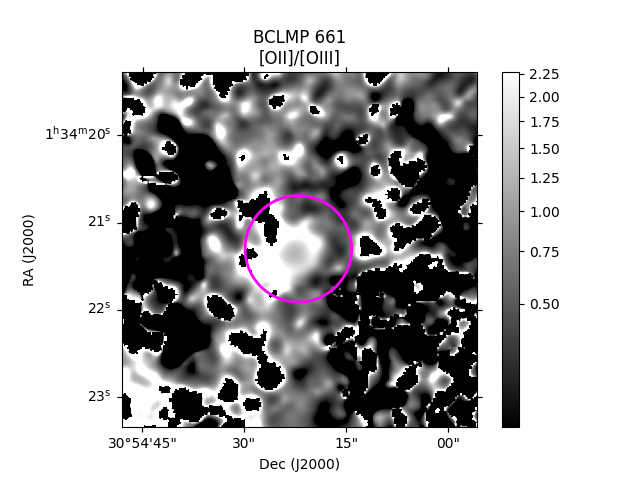 BCLMP 661
[OII]/[OIII]
2.25
2.00
1.75
1.50
1.25
1.00
0.75
0.50
1ʰ34ᵐ20ˢ
21ˢ
22ˢ
23ˢ
RA (J2000)
30°54'45"
30"
15"
00"
Dec (J2000)